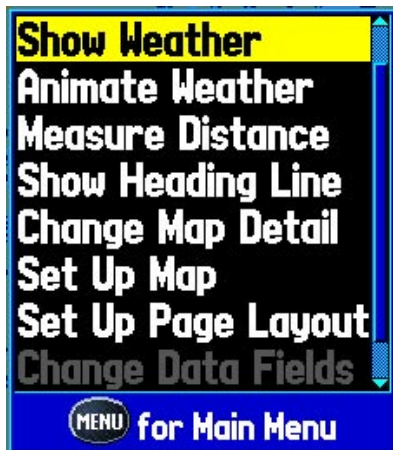 Show Weather
Animate Weather
Measure Distance
Show Heading Line
Change Map Detail
Set Up Map
Set Up Page Layout
Change Data Fields
MENU for Main Menu